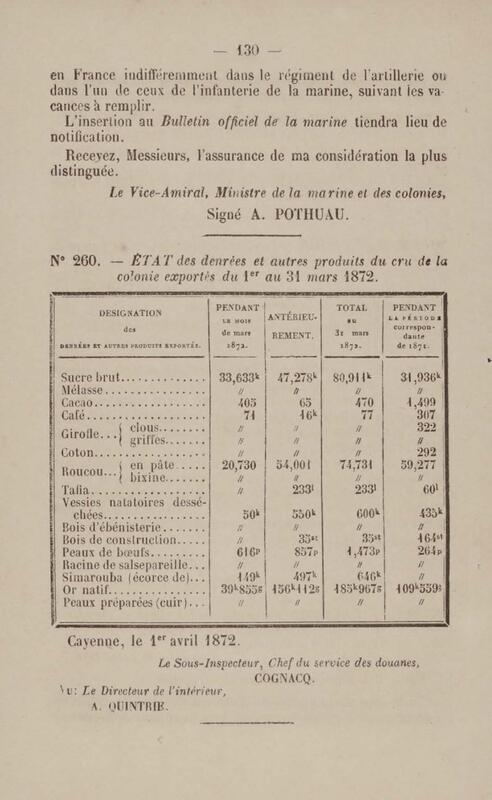 — 130 —
en France indifféremment dans le régiment de l'artillerie ou
dans l'un de ceux de l'infanterie de la marine, suivant les va-
cances à remplir.
L'insertion au Bulletin officiel de la marine tiendra lieu de
notification.
Recevez, Messieurs, l'assurance de ma considération la plus
distinguée.
Le Vice-Amiral, Ministre de la marine et des colonies,
Signé A. POTHUAU.
N° 260. — ÉTAT des denrées et autres produits du cru de la
colonie exportés du 1er au 31 mars 1872.
DESIGNATION des DENRÉES ET AUTRES PRODUITS EXPORTÉS. PENDANT LE MOIS de mars 1872. ANTÉRIEU-REMENT. TOTAL au 31 mars 1872. PENDANT LA PÉRIODE correspondante de 1871.
Sucre brut............... 33,633k 47,278k 80,911k 31,936k
Mélasse.................. // // // //
Cacao.................... 405 65 470 1,499
Café..................... 71 16k 77 307
Girofle... { clous....... // // // 322
griffes...... // // // //
Coton.................... // // // 292
Roucou... { en pâte..... 20,730 54,001 74,731 59,277
bixine....... // // // //
Tafia.................... // 233l 233l 60l
Vessies natatoires dessé-
chées.................. 50k 550k 600k 435k
Bois d'ébénisterie....... // // // //
Bois de construction..... // 35st 35st 164st
Peaux de bœufs......... 616p 857p 1,473p 264p
Racine de salsepareille... // // // //
Simarouba (écorce de)... 149k 497k 646k //
Or natif................. 39k855g 156k112g 185k967g 109k559g
Peaux préparées (cuir)... // // // //
Cayenne, le 1er avril 1872.
Le Sous-Inspecteur, Chef du service des douanes,
COGNACQ.
Vu: Le Directeur de l'intérieur,
A. QUINTRIE.